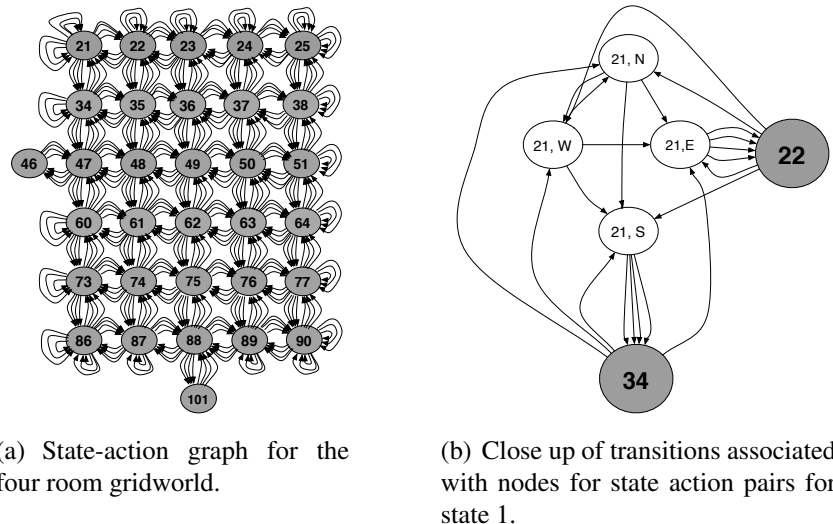 21 22 23 24 25
34 35 36 37 38
46 47 48 49 50 51
60 61 62 63 64
73 74 75 76 77
86 87 88 89 90
101
21, N
21, W
21,E
22
21, S
34
(a) State-action graph for the
four room gridworld.
(b) Close up of transitions associated
with nodes for state action pairs for
state 1.